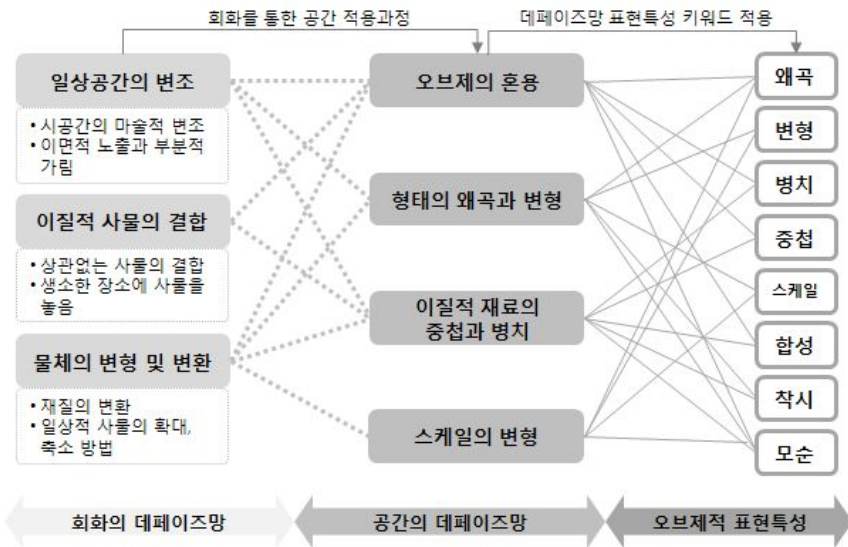 회화를 통한 공간 적용과정
데페이즈망 표현특성 키워드 적용
일상공간의 변조
• 시공간의 마술적 변조
• 이면적 노출과 부분적
가림
이질적 사물의 결합
• 상관없는 사물의 결합
• 생소한 장소에 사물을
놓음
물체의 변형 및 변환
• 재질의 변환
• 일상적 사물의 확대,
축소 방법
오브제의 혼용
형태의 왜곡과 변형
이질적 재료의
중첩과 병치
스케일의 변형
왜곡
변형
병치
중첩
스케일
합성
착시
모순
회화의 데페이즈망
공간의 데페이즈망
오브제적 표현특성